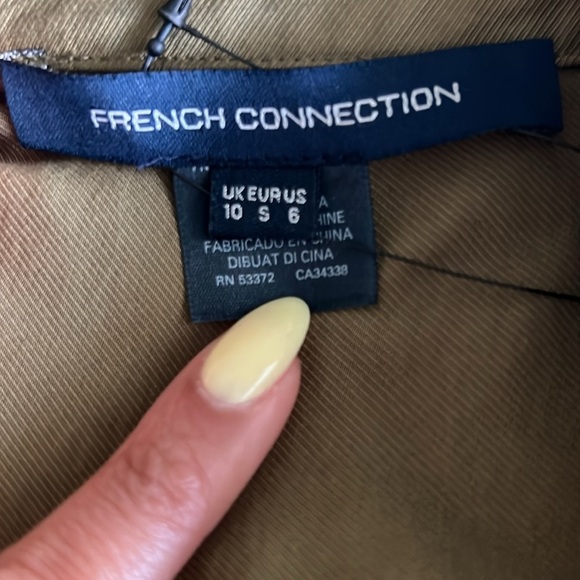 FRENCH CONNECTION
UK EUR US
10 S 6
FABRICADO EN CHINA
DIBUAT DI CINA
RN 53372 CA34338